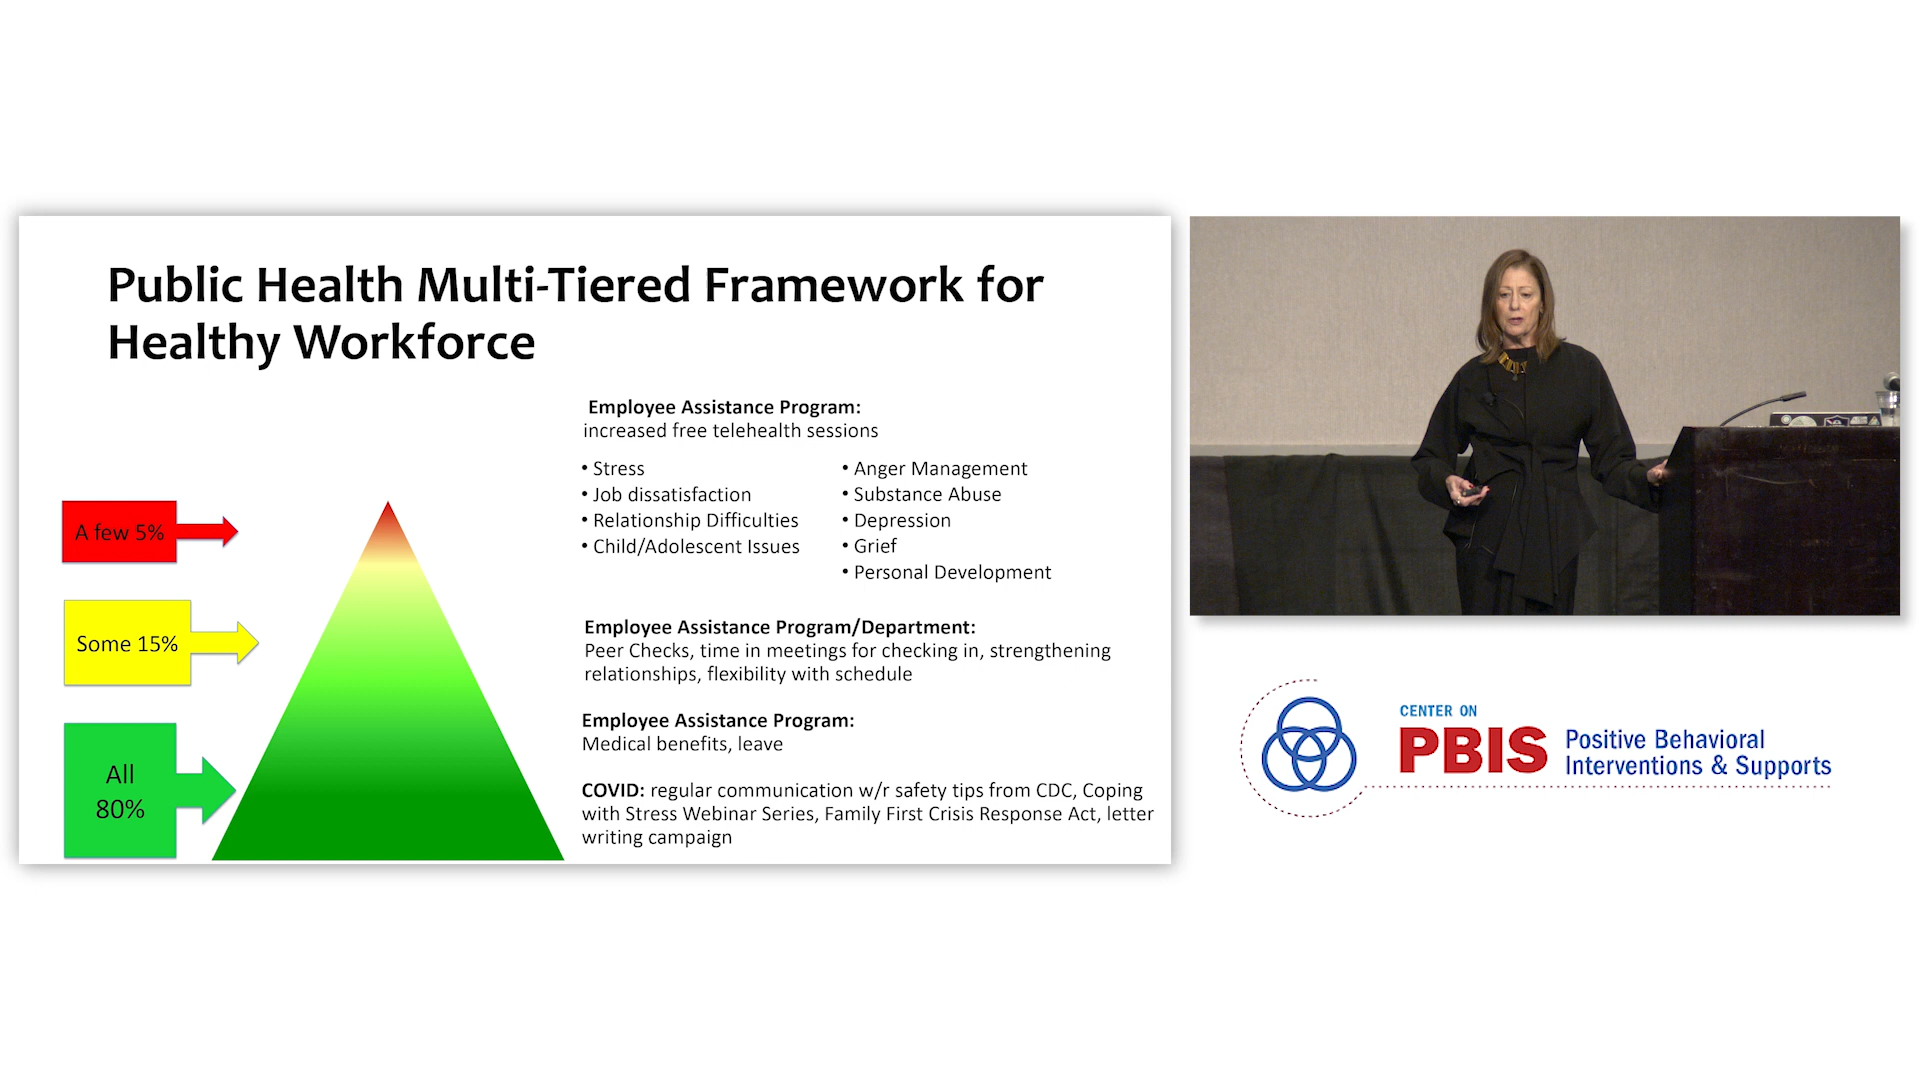 Public Health Multi-Tiered Framework for
Healthy Workforce
Employee Assistance Program:
increased free telehealth sessions
• Stress
• Job dissatisfaction
• Relationship Difficulties
• Child/Adolescent Issues
• Anger Management
• Substance Abuse
• Depression
• Grief
• Personal Development
A few 5%
Some 15%
All
80%
Employee Assistance Program/Department:
Peer Checks, time in meetings for checking in, strengthening
relationships, flexibility with schedule
Employee Assistance Program:
Medical benefits, leave
COVID: regular communication w/r safety tips from CDC, Coping
with Stress Webinar Series, Family First Crisis Response Act, letter
writing campaign
CENTER ON
PBIS
Positive Behavioral
Interventions & Supports